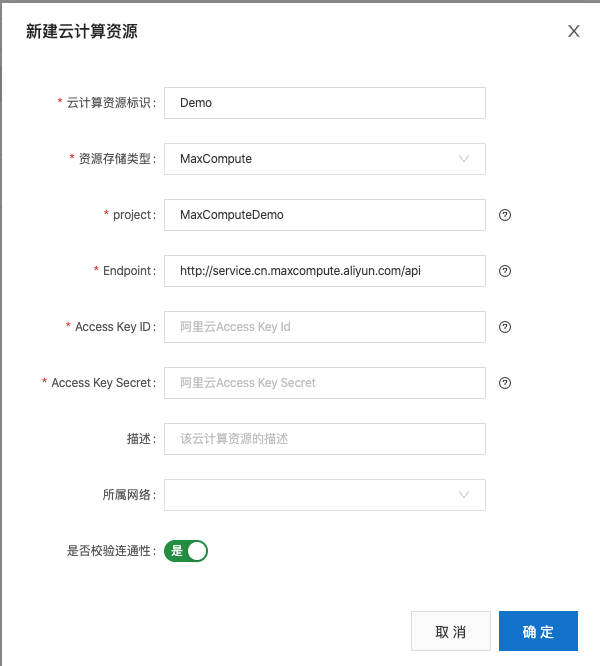 新建云计算资源
* 云计算资源标识: Demo
* 资源存储类型: MaxCompute
* project: MaxComputeDemo
* Endpoint: http://service.cn.maxcompute.aliyun.com/api
* Access Key ID: 阿里云Access Key Id
* Access Key Secret: 阿里云Access Key Secret
描述: 该云计算资源的描述
所属网络:
是否校验连通性: 是
取消 确定